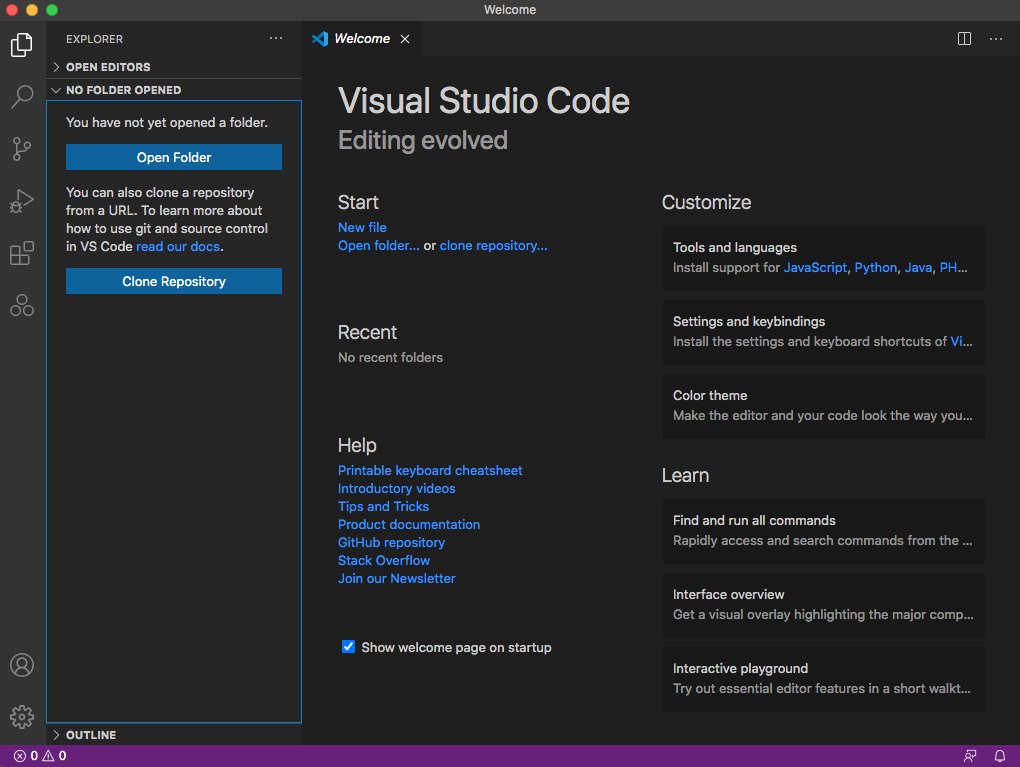 Welcome
EXPLORER
OPEN EDITORS
NO FOLDER OPENED
You have not yet opened a folder.
Open Folder
You can also clone a repository
from a URL. To learn more about
how to use git and source control
in VS Code read our docs.
Clone Repository
OUTLINE
Welcome
Visual Studio Code
Editing evolved
Start
New file
Open folder... or clone repository...
Recent
No recent folders
Help
Printable keyboard cheatsheet
Introductory videos
Tips and Tricks
Product documentation
GitHub repository
Stack Overflow
Join our Newsletter
Show welcome page on startup
Customize
Tools and languages
Install support for JavaScript, Python, Java, PH...
Settings and keybindings
Install the settings and keyboard shortcuts of Vi...
Color theme
Make the editor and your code look the way you...
Learn
Find and run all commands
Rapidly access and search commands from the ...
Interface overview
Get a visual overlay highlighting the major comp...
Interactive playground
Try out essential editor features in a short walkt...
0 0